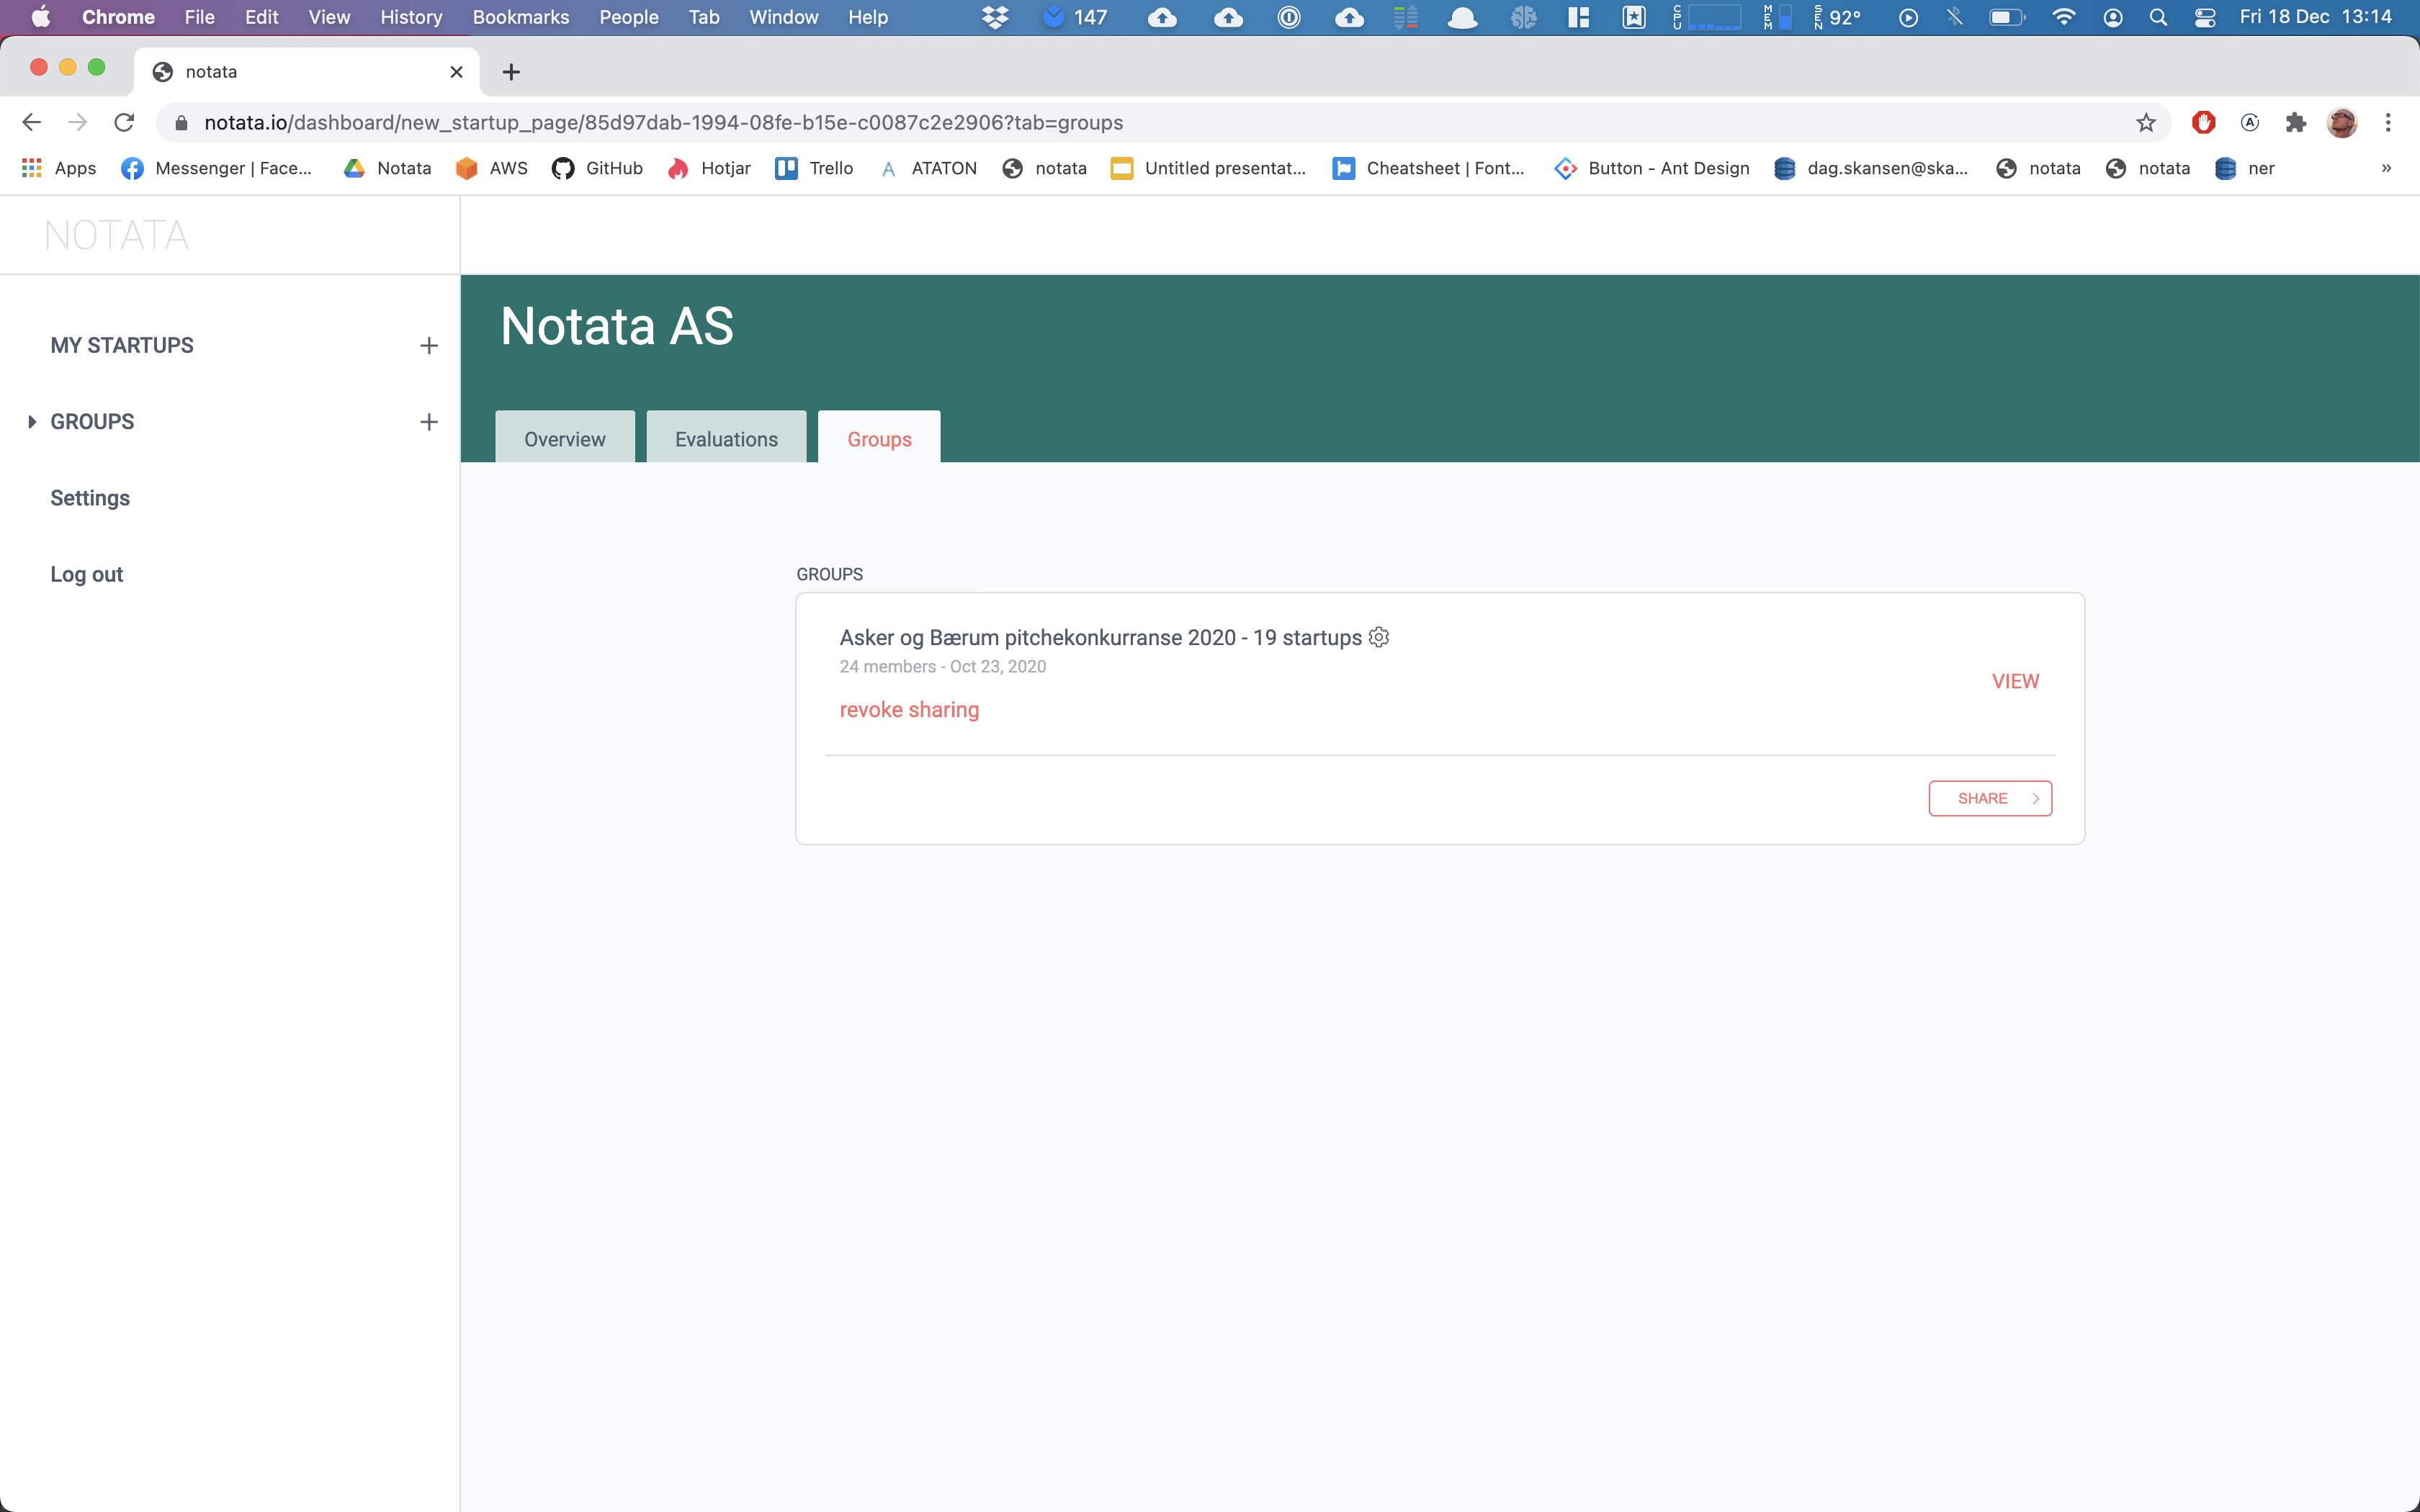 Chrome File Edit View History Bookmarks People Tab Window Help 147 CPU MEM SEN 92° Fri 18 Dec 13:14
notata
notata.io/dashboard/new_startup_page/85d97dab-1994-08fe-b15e-c0087c2e2906?tab=groups
Apps Messenger | Face... Notata AWS GitHub Hotjar Trello ATATON notata Untitled presentat... Cheatsheet | Font... Button - Ant Design dag.skansen@ska... notata notata ner »
NOTATA
MY STARTUPS
GROUPS
Settings
Log out
Notata AS
Overview Evaluations Groups
GROUPS
Asker og Bærum pitchekonkurranse 2020 - 19 startups
24 members - Oct 23, 2020
VIEW
revoke sharing
SHARE